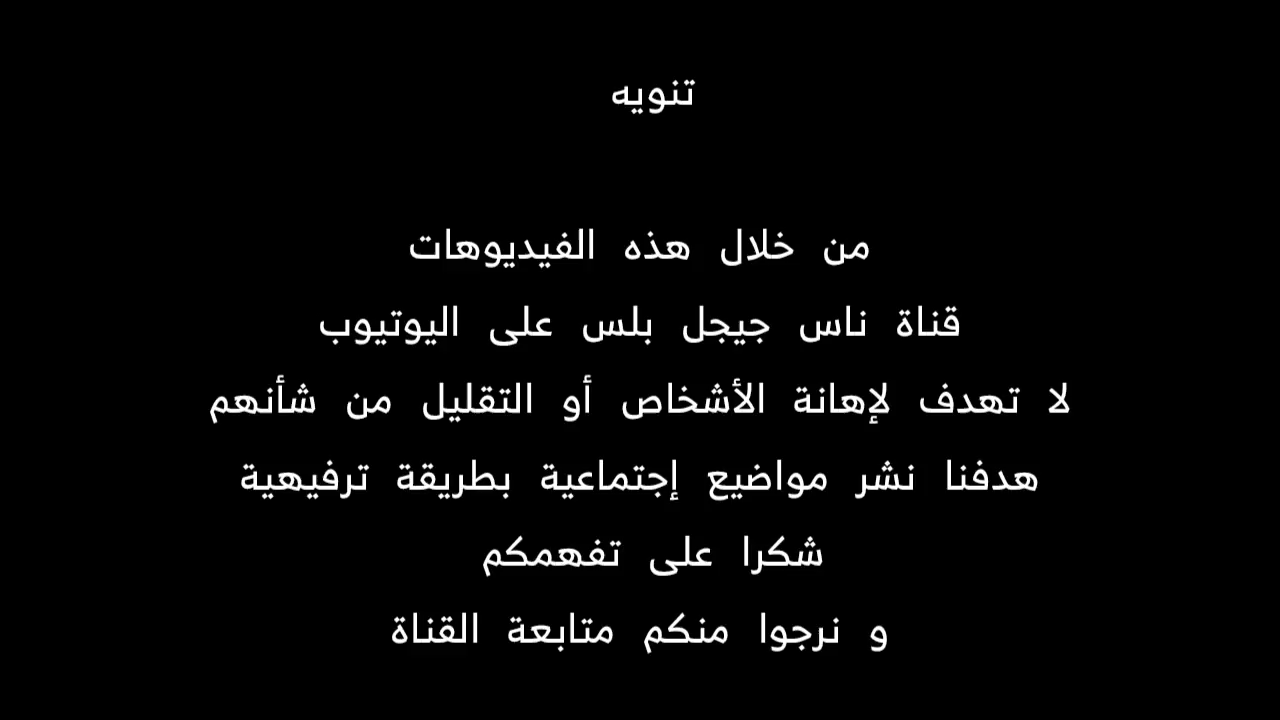 تنويه
من خلال هذه الفيديوهات
قناة ناس جيجل بلس على اليوتيوب
لا تهدف لإهانة الأشخاص أو التقليل من شأنهم
هدفنا نشر مواضيع إجتماعية بطريقة ترفيهية
شكرا على تفهمكم
و نرجوا منكم متابعة القناة